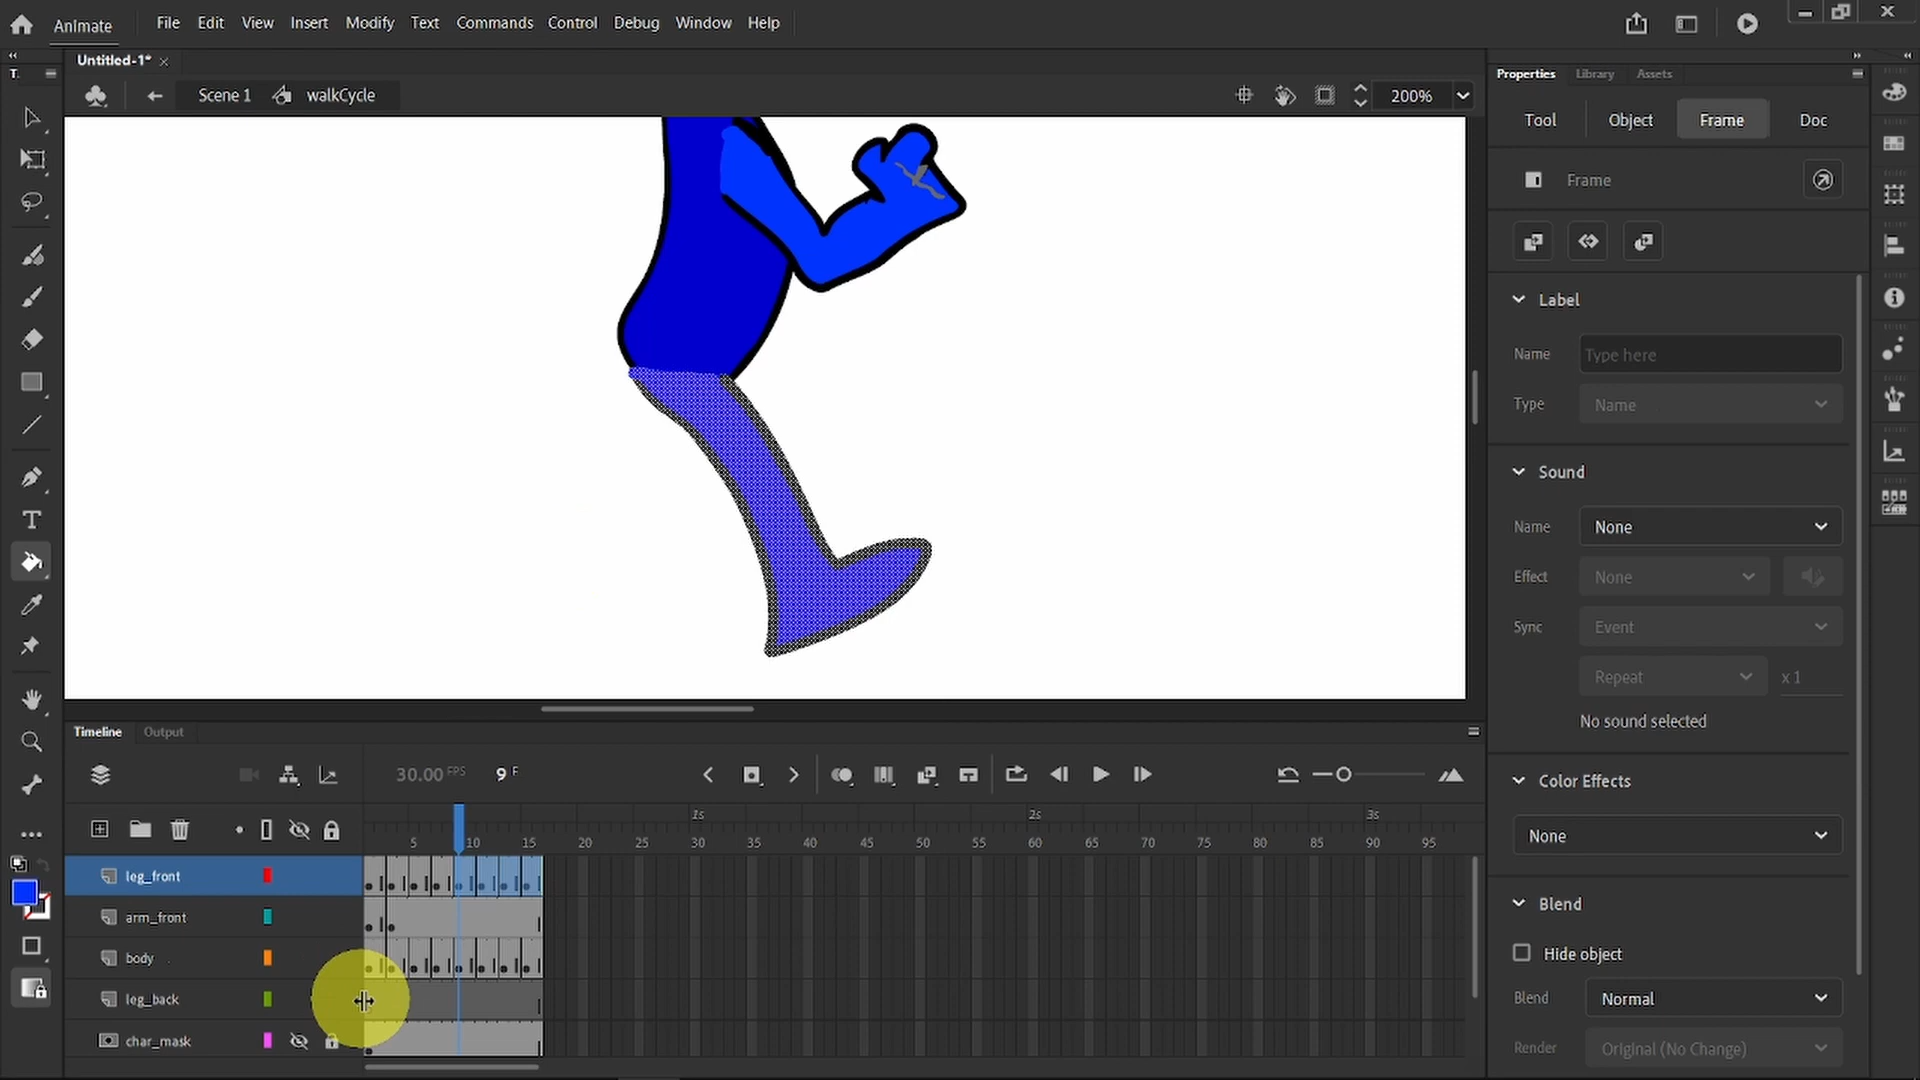 Animate File Edit View Insert Modify Text Commands Control Debug Window Help
Untitled-1*
T.
Properties Library Assets
Scene 1 walkCycle 200%
Tool Object Frame Doc
Frame
Label
Name Type here
Type Name
Sound
Name None
Effect None
Sync Event
Repeat x 1
No sound selected
Color Effects
None
Blend
Hide object
Blend Normal
Render Original (No Change)
Timeline Output
30.00 FPS 9 F
1s 2s 3s
5 10 15 20 25 30 35 40 45 50 55 60 65 70 75 80 85 90 95
leg_front
arm_front
body
leg_back
char_mask